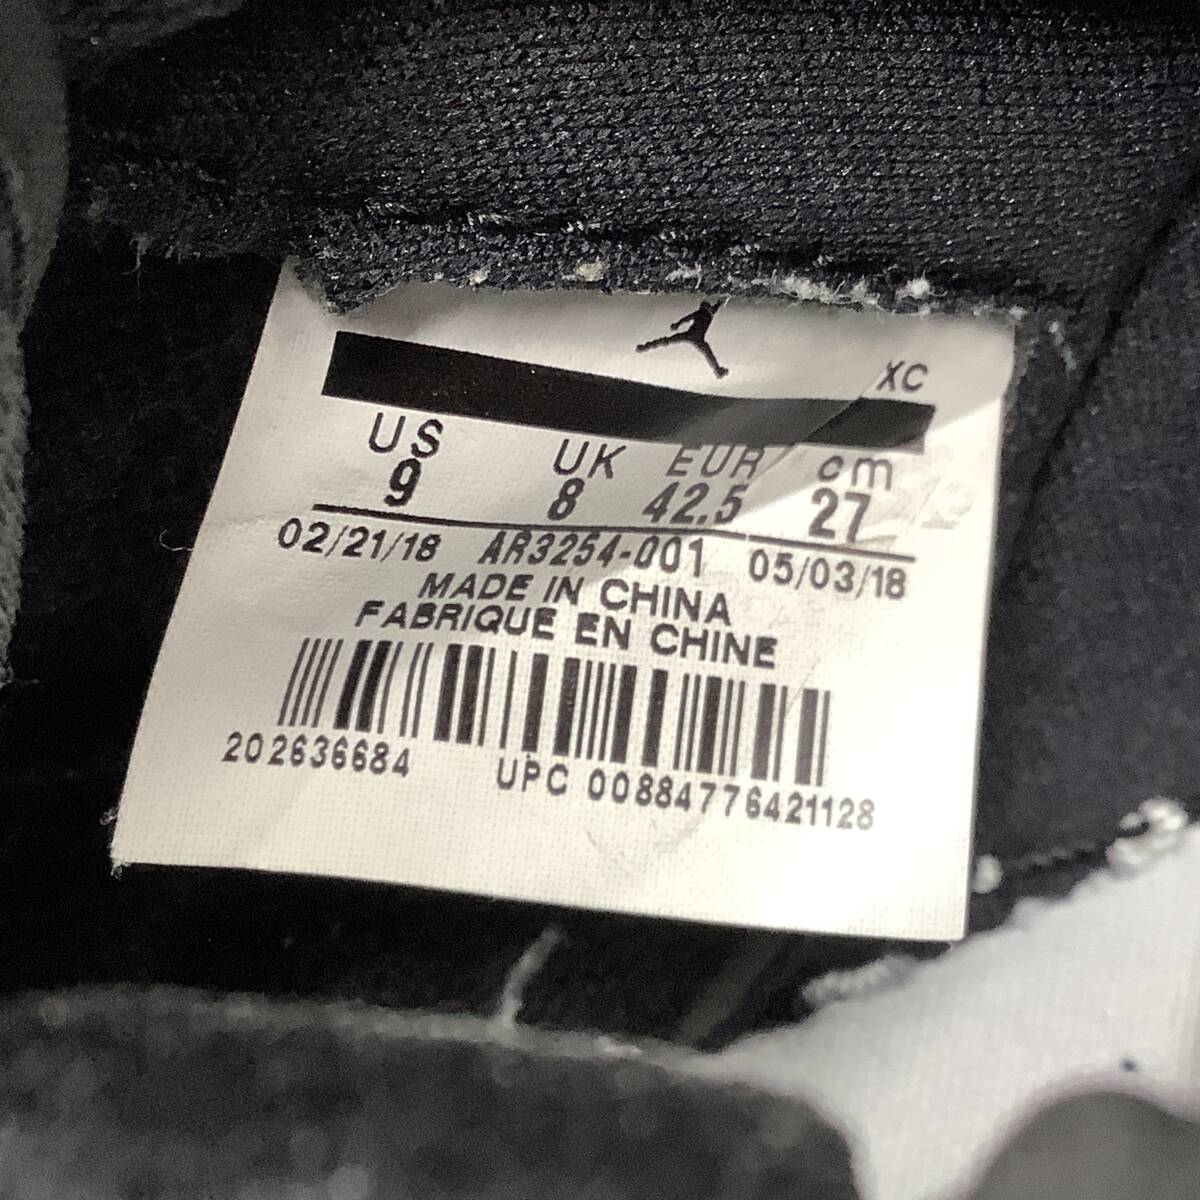 XC
US UK EUR cm
9 8 42.5 27
02/21/18 AR3254-001 05/03/18
MADE IN CHINA
FABRIQUE EN CHINE
202636684 UPC 00884776421128